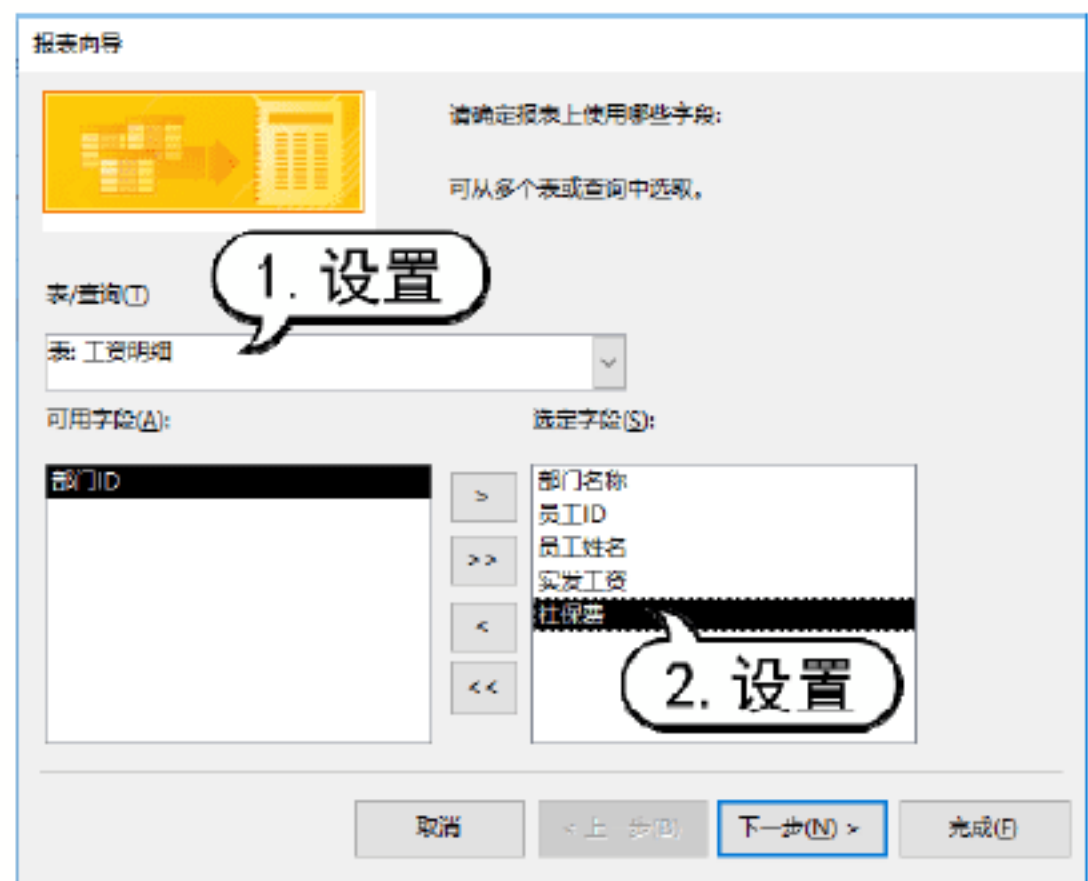 报表向导
请确定报表上使用哪些字段:
可从多个表或查询中选取。
1. 设置
表/查询(T)
表: 工资明细
可用字段(A):
选定字段(S):
部门ID
>
>>
<
<<
部门名称
员工ID
员工姓名
实发工资
社保费
2. 设置
取消
< 上一步(B)
下一步(N) >
完成(F)